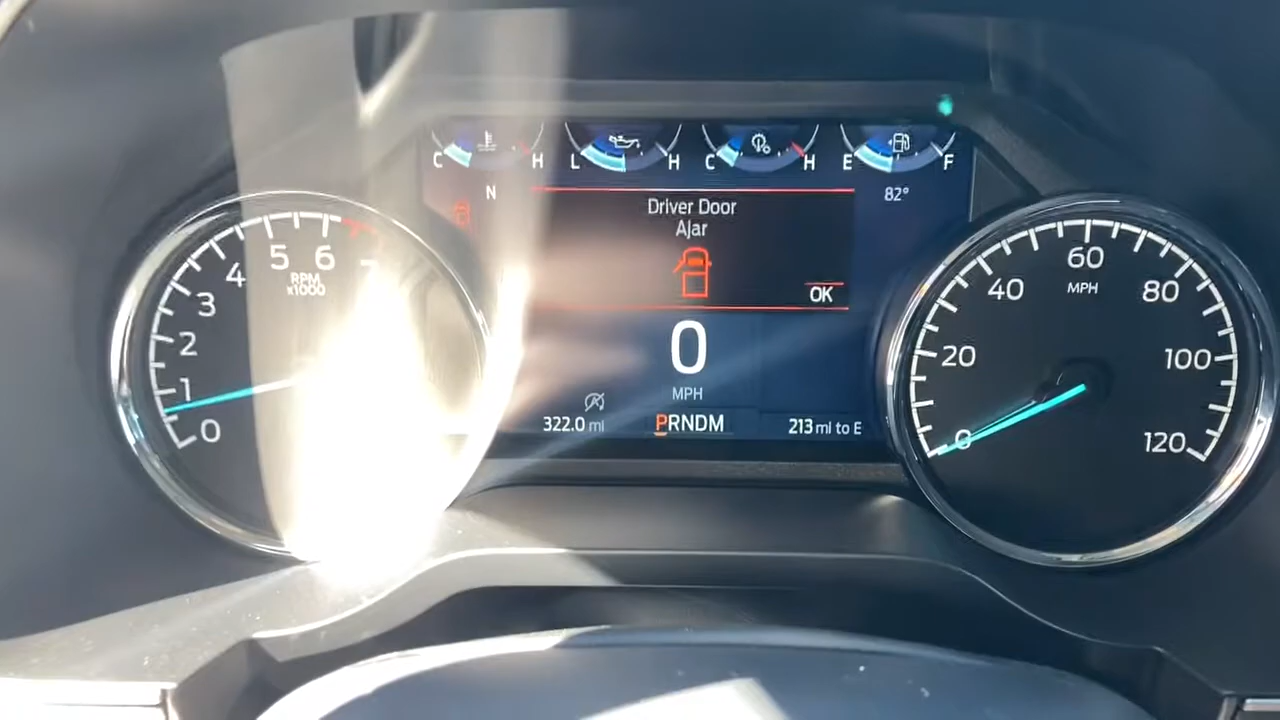 C H L H C H E F
N
82°
Driver Door
Ajar
OK
0
MPH
322.0 mi
PRNDM
213 mi to E
0 1 2 3 4 5 6 7
RPM
x1000
0 20 40 60 80 100 120
MPH